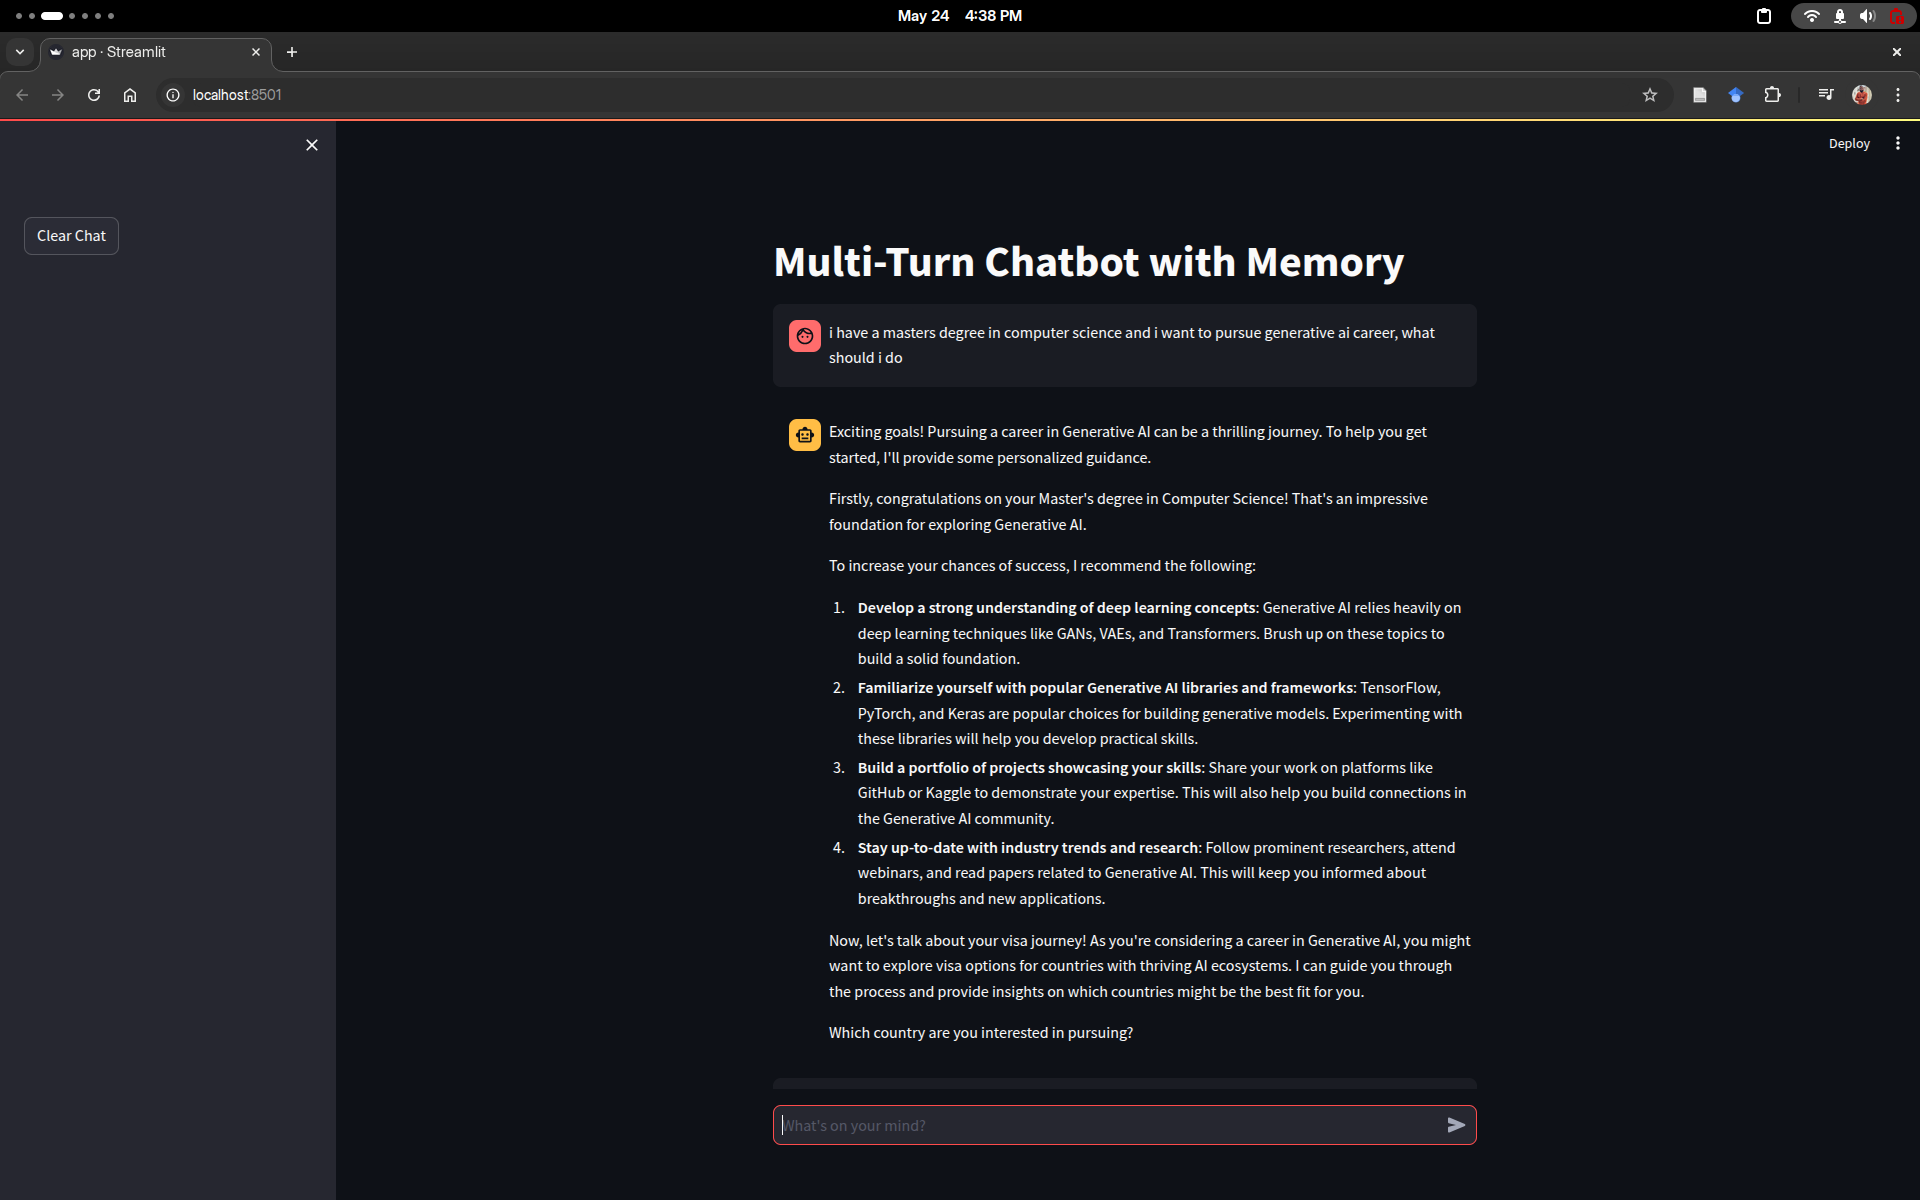 May 24 4:38 PM
app · Streamlit
localhost:8501
Deploy
Clear Chat
Multi-Turn Chatbot with Memory
i have a masters degree in computer science and i want to pursue generative ai career, what
should i do
Exciting goals! Pursuing a career in Generative AI can be a thrilling journey. To help you get
started, I'll provide some personalized guidance.
Firstly, congratulations on your Master's degree in Computer Science! That's an impressive
foundation for exploring Generative AI.
To increase your chances of success, I recommend the following:
1. Develop a strong understanding of deep learning concepts: Generative AI relies heavily on
deep learning techniques like GANs, VAEs, and Transformers. Brush up on these topics to
build a solid foundation.
2. Familiarize yourself with popular Generative AI libraries and frameworks: TensorFlow,
PyTorch, and Keras are popular choices for building generative models. Experimenting with
these libraries will help you develop practical skills.
3. Build a portfolio of projects showcasing your skills: Share your work on platforms like
GitHub or Kaggle to demonstrate your expertise. This will also help you build connections in
the Generative AI community.
4. Stay up-to-date with industry trends and research: Follow prominent researchers, attend
webinars, and read papers related to Generative AI. This will keep you informed about
breakthroughs and new applications.
Now, let's talk about your visa journey! As you're considering a career in Generative AI, you might
want to explore visa options for countries with thriving AI ecosystems. I can guide you through
the process and provide insights on which countries might be the best fit for you.
Which country are you interested in pursuing?
What's on your mind?